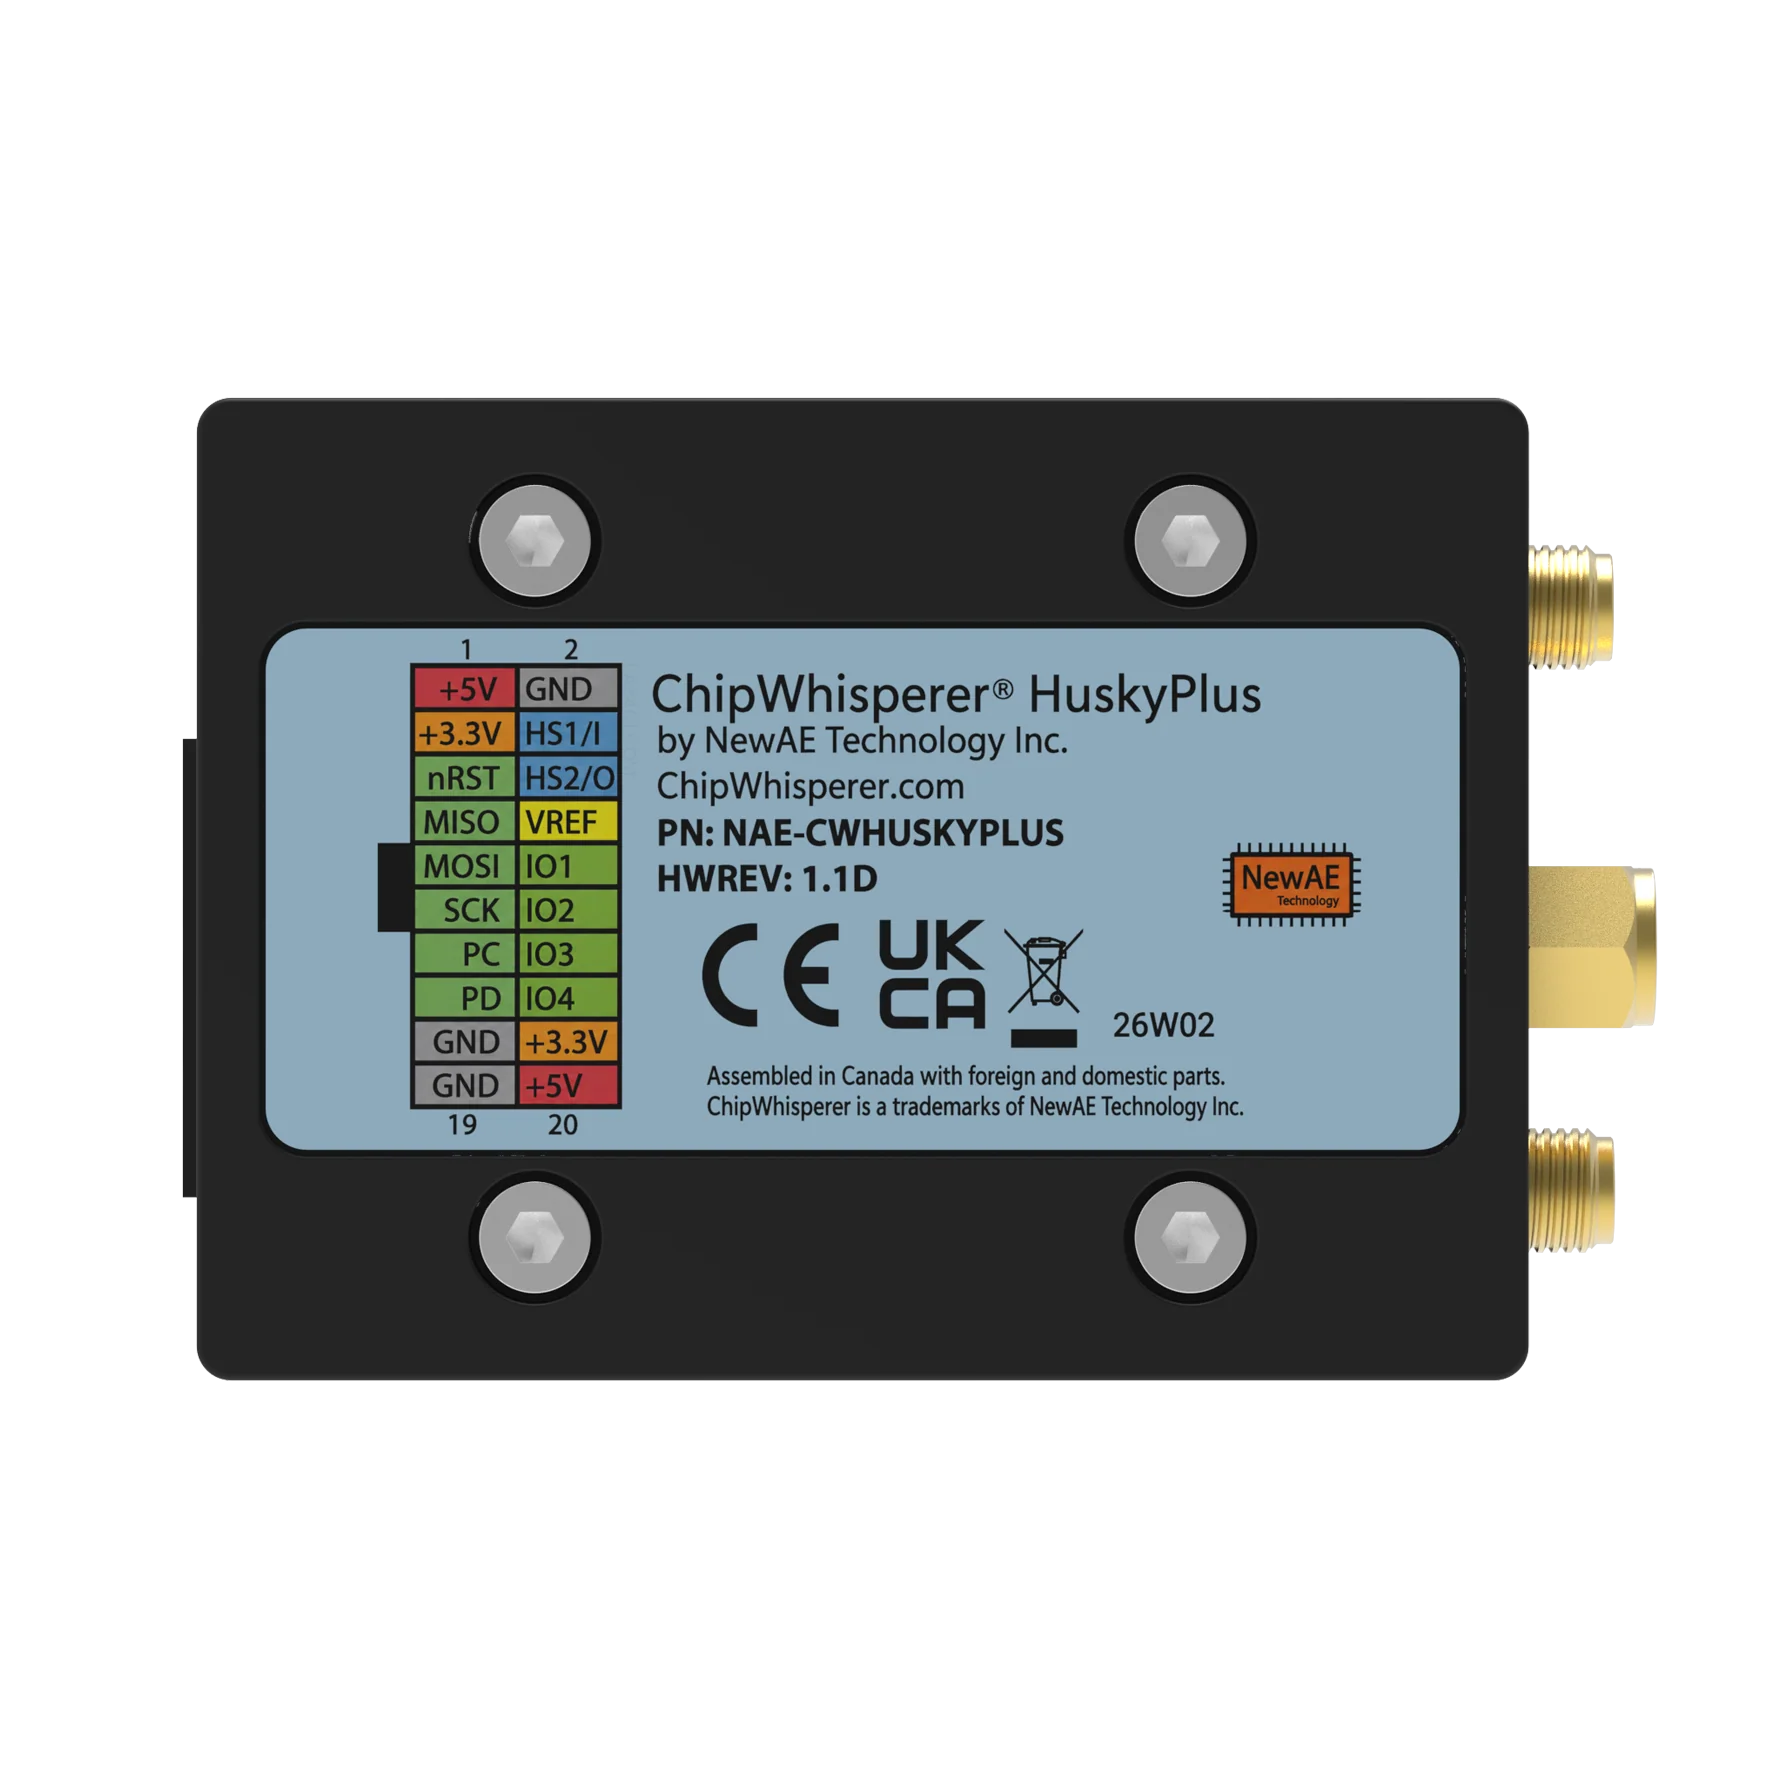 1 2
+5V GND
+3.3V HS1/I
nRST HS2/O
MISO VREF
MOSI IO1
SCK IO2
PC IO3
PD IO4
GND +3.3V
GND +5V
19 20
ChipWhisperer® HuskyPlus
by NewAE Technology Inc.
ChipWhisperer.com
PN: NAE-CWHUSKYPLUS
HWREV: 1.1D
NewAE
Technology
CE
UK
CA
26W02
Assembled in Canada with foreign and domestic parts.
ChipWhisperer is a trademarks of NewAE Technology Inc.